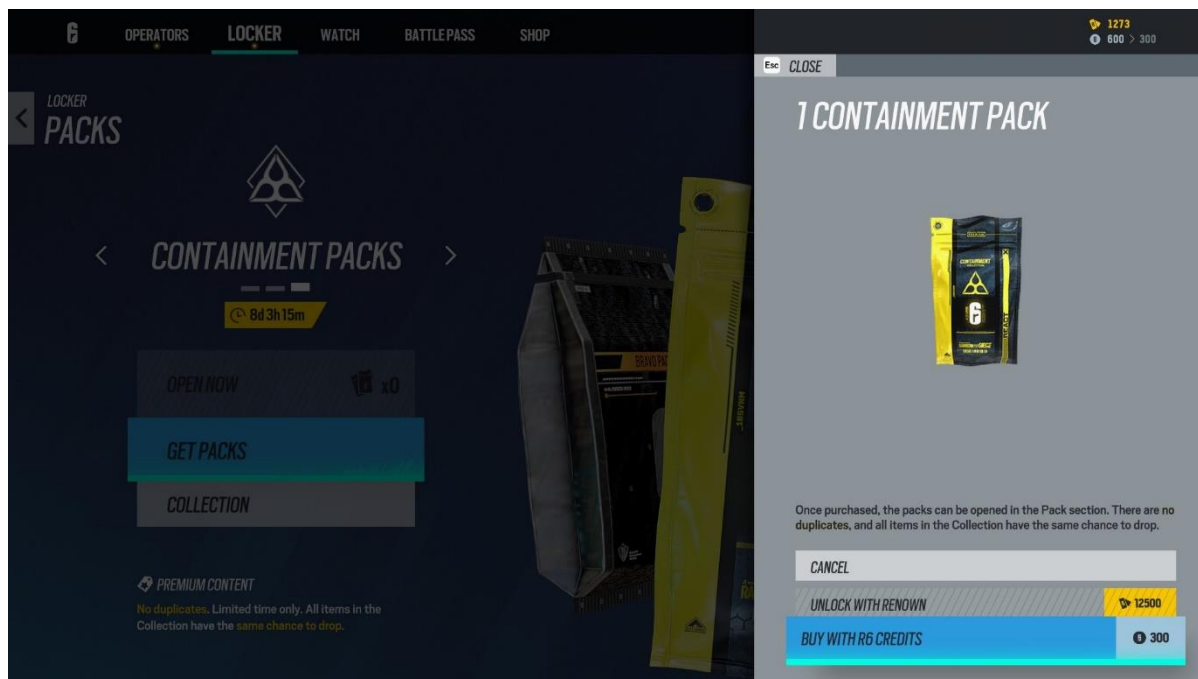 OPERATORS
LOCKER
WATCH
BATTLE PASS
SHOP
1273
600 > 300
Esc CLOSE
LOCKER
PACKS
CONTAINMENT PACKS
8d 3h 15m
OPEN NOW
x0
GET PACKS
COLLECTION
PREMIUM CONTENT
No duplicates. Limited time only. All items in the
Collection have the same chance to drop.
BRAVO PA
1 CONTAINMENT PACK
CONTAINMENT
Once purchased, the packs can be opened in the Pack section. There are no
duplicates, and all items in the Collection have the same chance to drop.
CANCEL
UNLOCK WITH RENOWN
12500
BUY WITH R6 CREDITS
300